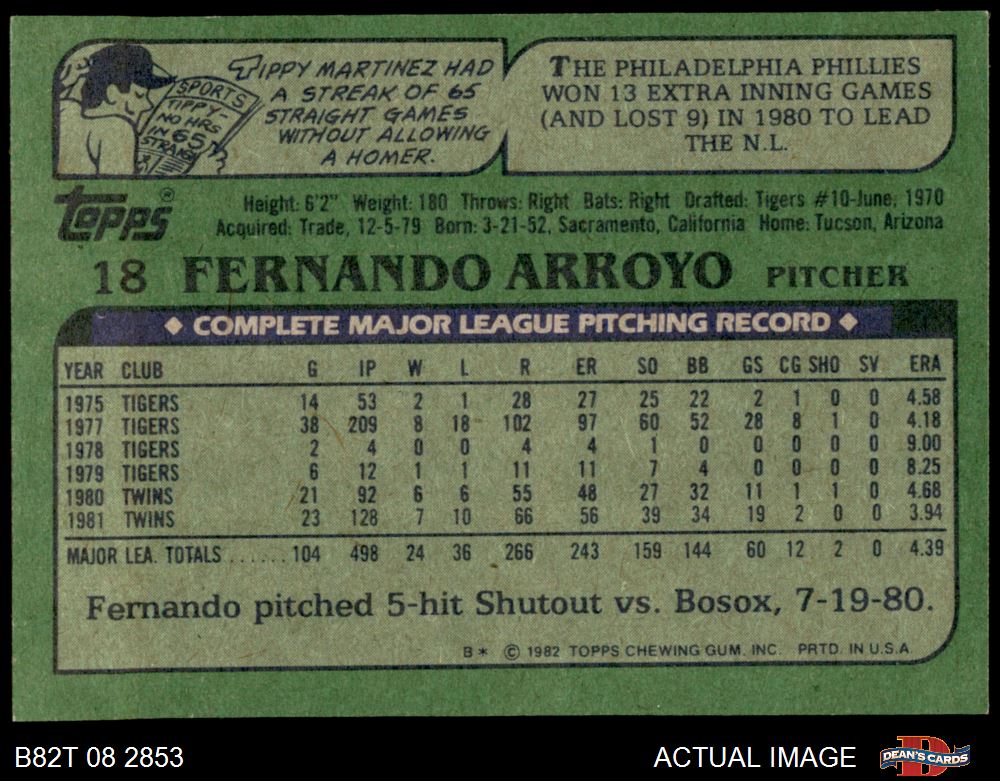 TIPPY MARTINEZ HAD
A STREAK OF 65
STRAIGHT GAMES
WITHOUT ALLOWING
A HOMER.
SPORTS
TIPPY-
NO HRS
IN 65
STRAIGHT
THE PHILADELPHIA PHILLIES
WON 13 EXTRA INNING GAMES
(AND LOST 9) IN 1980 TO LEAD
THE N.L.
topps®
Height: 6'2" Weight: 180 Throws: Right Bats: Right Drafted: Tigers #10-June, 1970
Acquired: Trade, 12-5-79 Born: 3-21-52, Sacramento, California Home: Tucson, Arizona
18 FERNANDO ARROYO PITCHER
◆ COMPLETE MAJOR LEAGUE PITCHING RECORD ◆
YEAR CLUB G IP W L R ER SO BB GS CG SHO SV ERA
1975 TIGERS 14 53 2 1 28 27 25 22 2 1 0 0 4.58
1977 TIGERS 38 209 8 18 102 97 60 52 28 8 1 0 4.18
1978 TIGERS 2 4 0 0 4 4 1 0 0 0 0 0 9.00
1979 TIGERS 6 12 1 1 11 11 7 4 0 0 0 0 8.25
1980 TWINS 21 92 6 6 55 48 27 32 11 1 1 0 4.68
1981 TWINS 23 128 7 10 66 56 39 34 19 2 0 0 3.94
MAJOR LEA. TOTALS ...... 104 498 24 36 266 243 159 144 60 12 2 0 4.39
Fernando pitched 5-hit Shutout vs. Bosox, 7-19-80.
B* © 1982 TOPPS CHEWING GUM, INC. PRTD. IN U.S.A.
B82T 08 2853 ACTUAL IMAGE DEAN'S CARDS